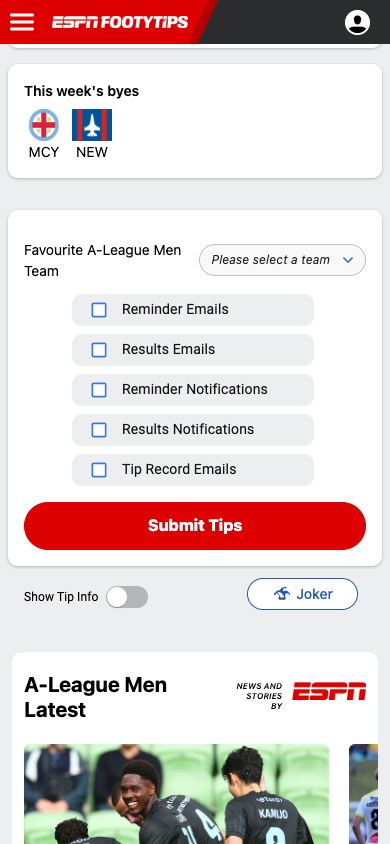 ESPN FOOTYTIPS
This week's byes
MCY
NEW
Favourite A-League Men
Team
Please select a team
Reminder Emails
Results Emails
Reminder Notifications
Results Notifications
Tip Record Emails
Submit Tips
Show Tip Info
Joker
A-League Men
Latest
NEWS AND
STORIES
BY
ESPN
KAMIJO